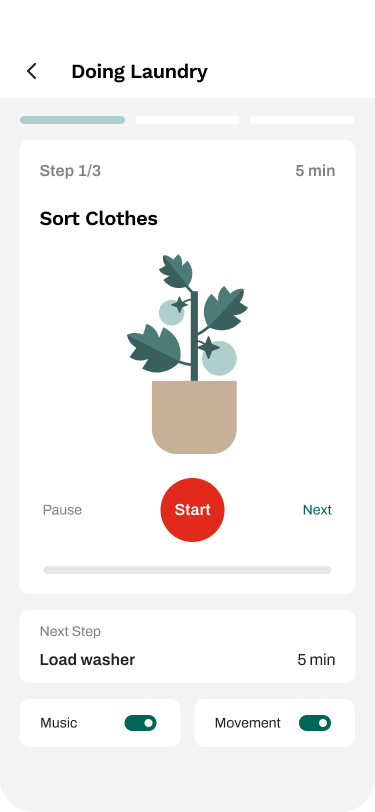 Doing Laundry
Step 1/3 5 min
Sort Clothes
Pause Start Next
Next Step
Load washer 5 min
Music Movement